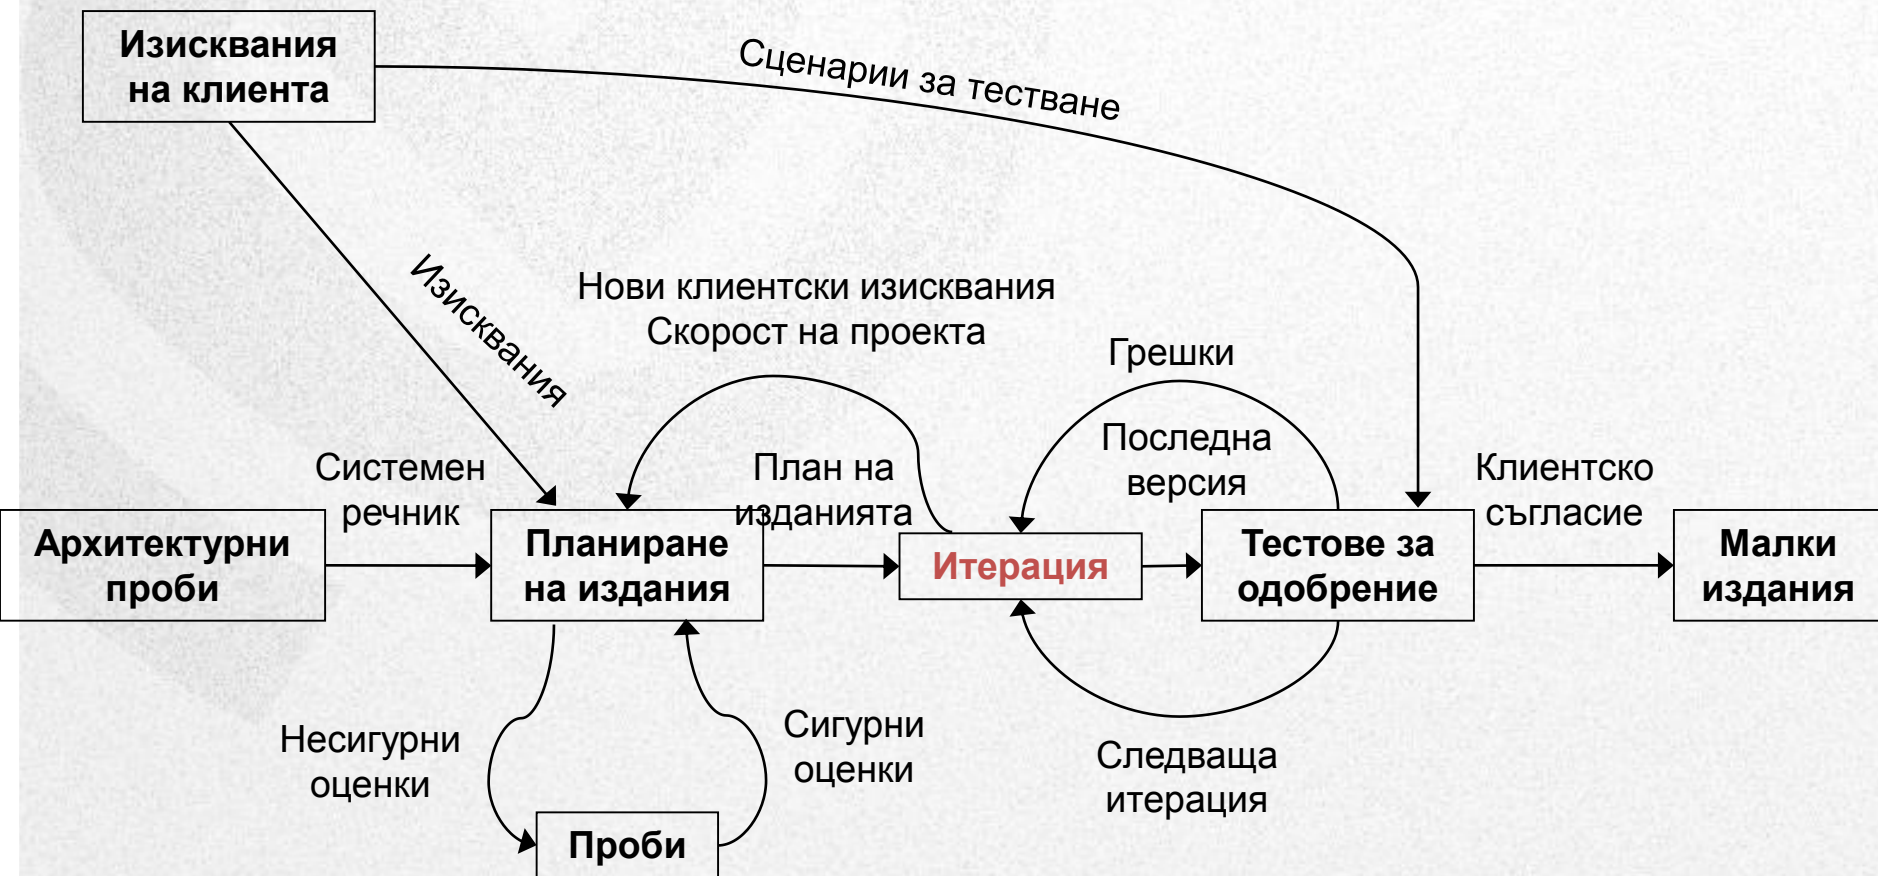 Изисквания
на клиента
Сценарии за тестване
Изисквания
Нови клиентски изисквания
Скорост на проекта
Грешки
Последна
версия
Системен
речник
План на
изданията
Клиентско
съгласие
Архитектурни
проби
Планиране
на издания
Итерация
Тестове за
одобрение
Малки
издания
Несигурни
оценки
Сигурни
оценки
Следваща
итерация
Проби